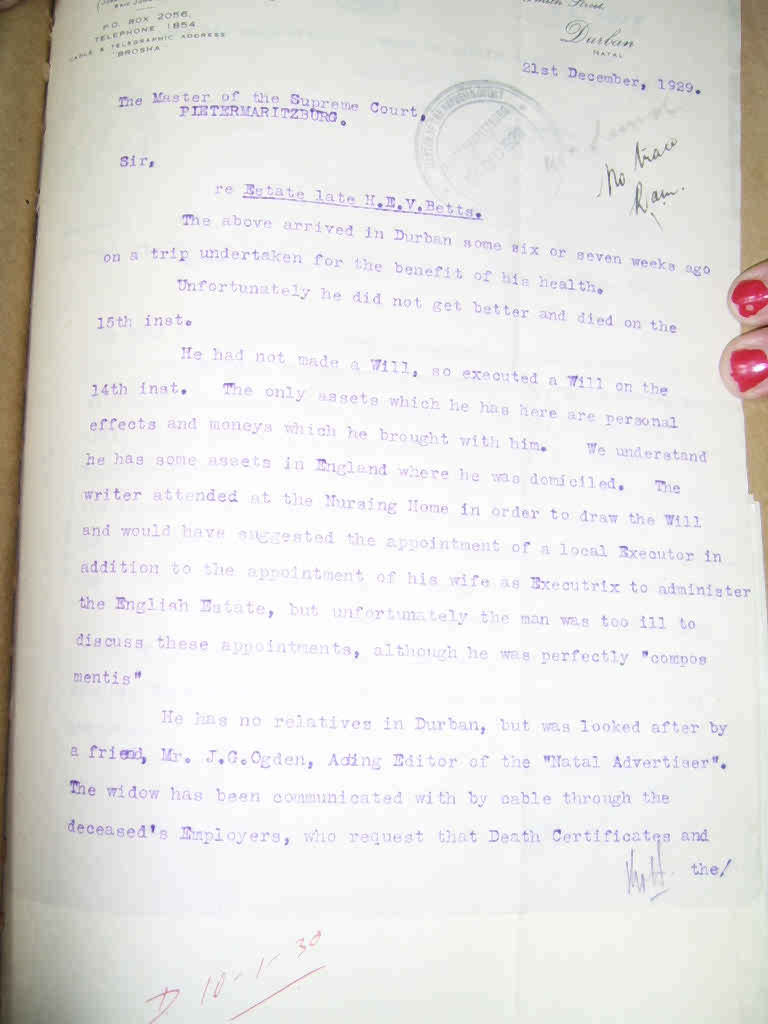 P.O. BOX 2056.
TELEPHONE 1854
CABLE & TELEGRAPHIC ADDRESS
"BROSHA"
Smith Street,
Durban
NATAL
21st December, 1929.
The Master of the Supreme Court,
PIETERMARITZBURG.
No trace
Sir,
re Estate late H.E.V.Betts.
The above arrived in Durban some six or seven weeks ago
on a trip undertaken for the benefit of his health.
Unfortunately he did not get better and died on the
15th inst.
He had not made a Will, so executed a Will on the
14th inst. The only assets which he has here are personal
effects and moneys which he brought with him. We understand
he has some assets in England where he was domiciled. The
writer attended at the Nursing Home in order to draw the Will
and would have suggested the appointment of a local Executor in
addition to the appointment of his wife as Executrix to administer
the English Estate, but unfortunately the man was too ill to
discuss these appointments, although he was perfectly "compos
mentis"
He has no relatives in Durban, but was looked after by
a friend, Mr. J.G.Ogden, Acting Editor of the "Natal Advertiser".
The widow has been communicated with by cable through the
deceased's Employers, who request that Death Certificates and
the/
D 10-1-30